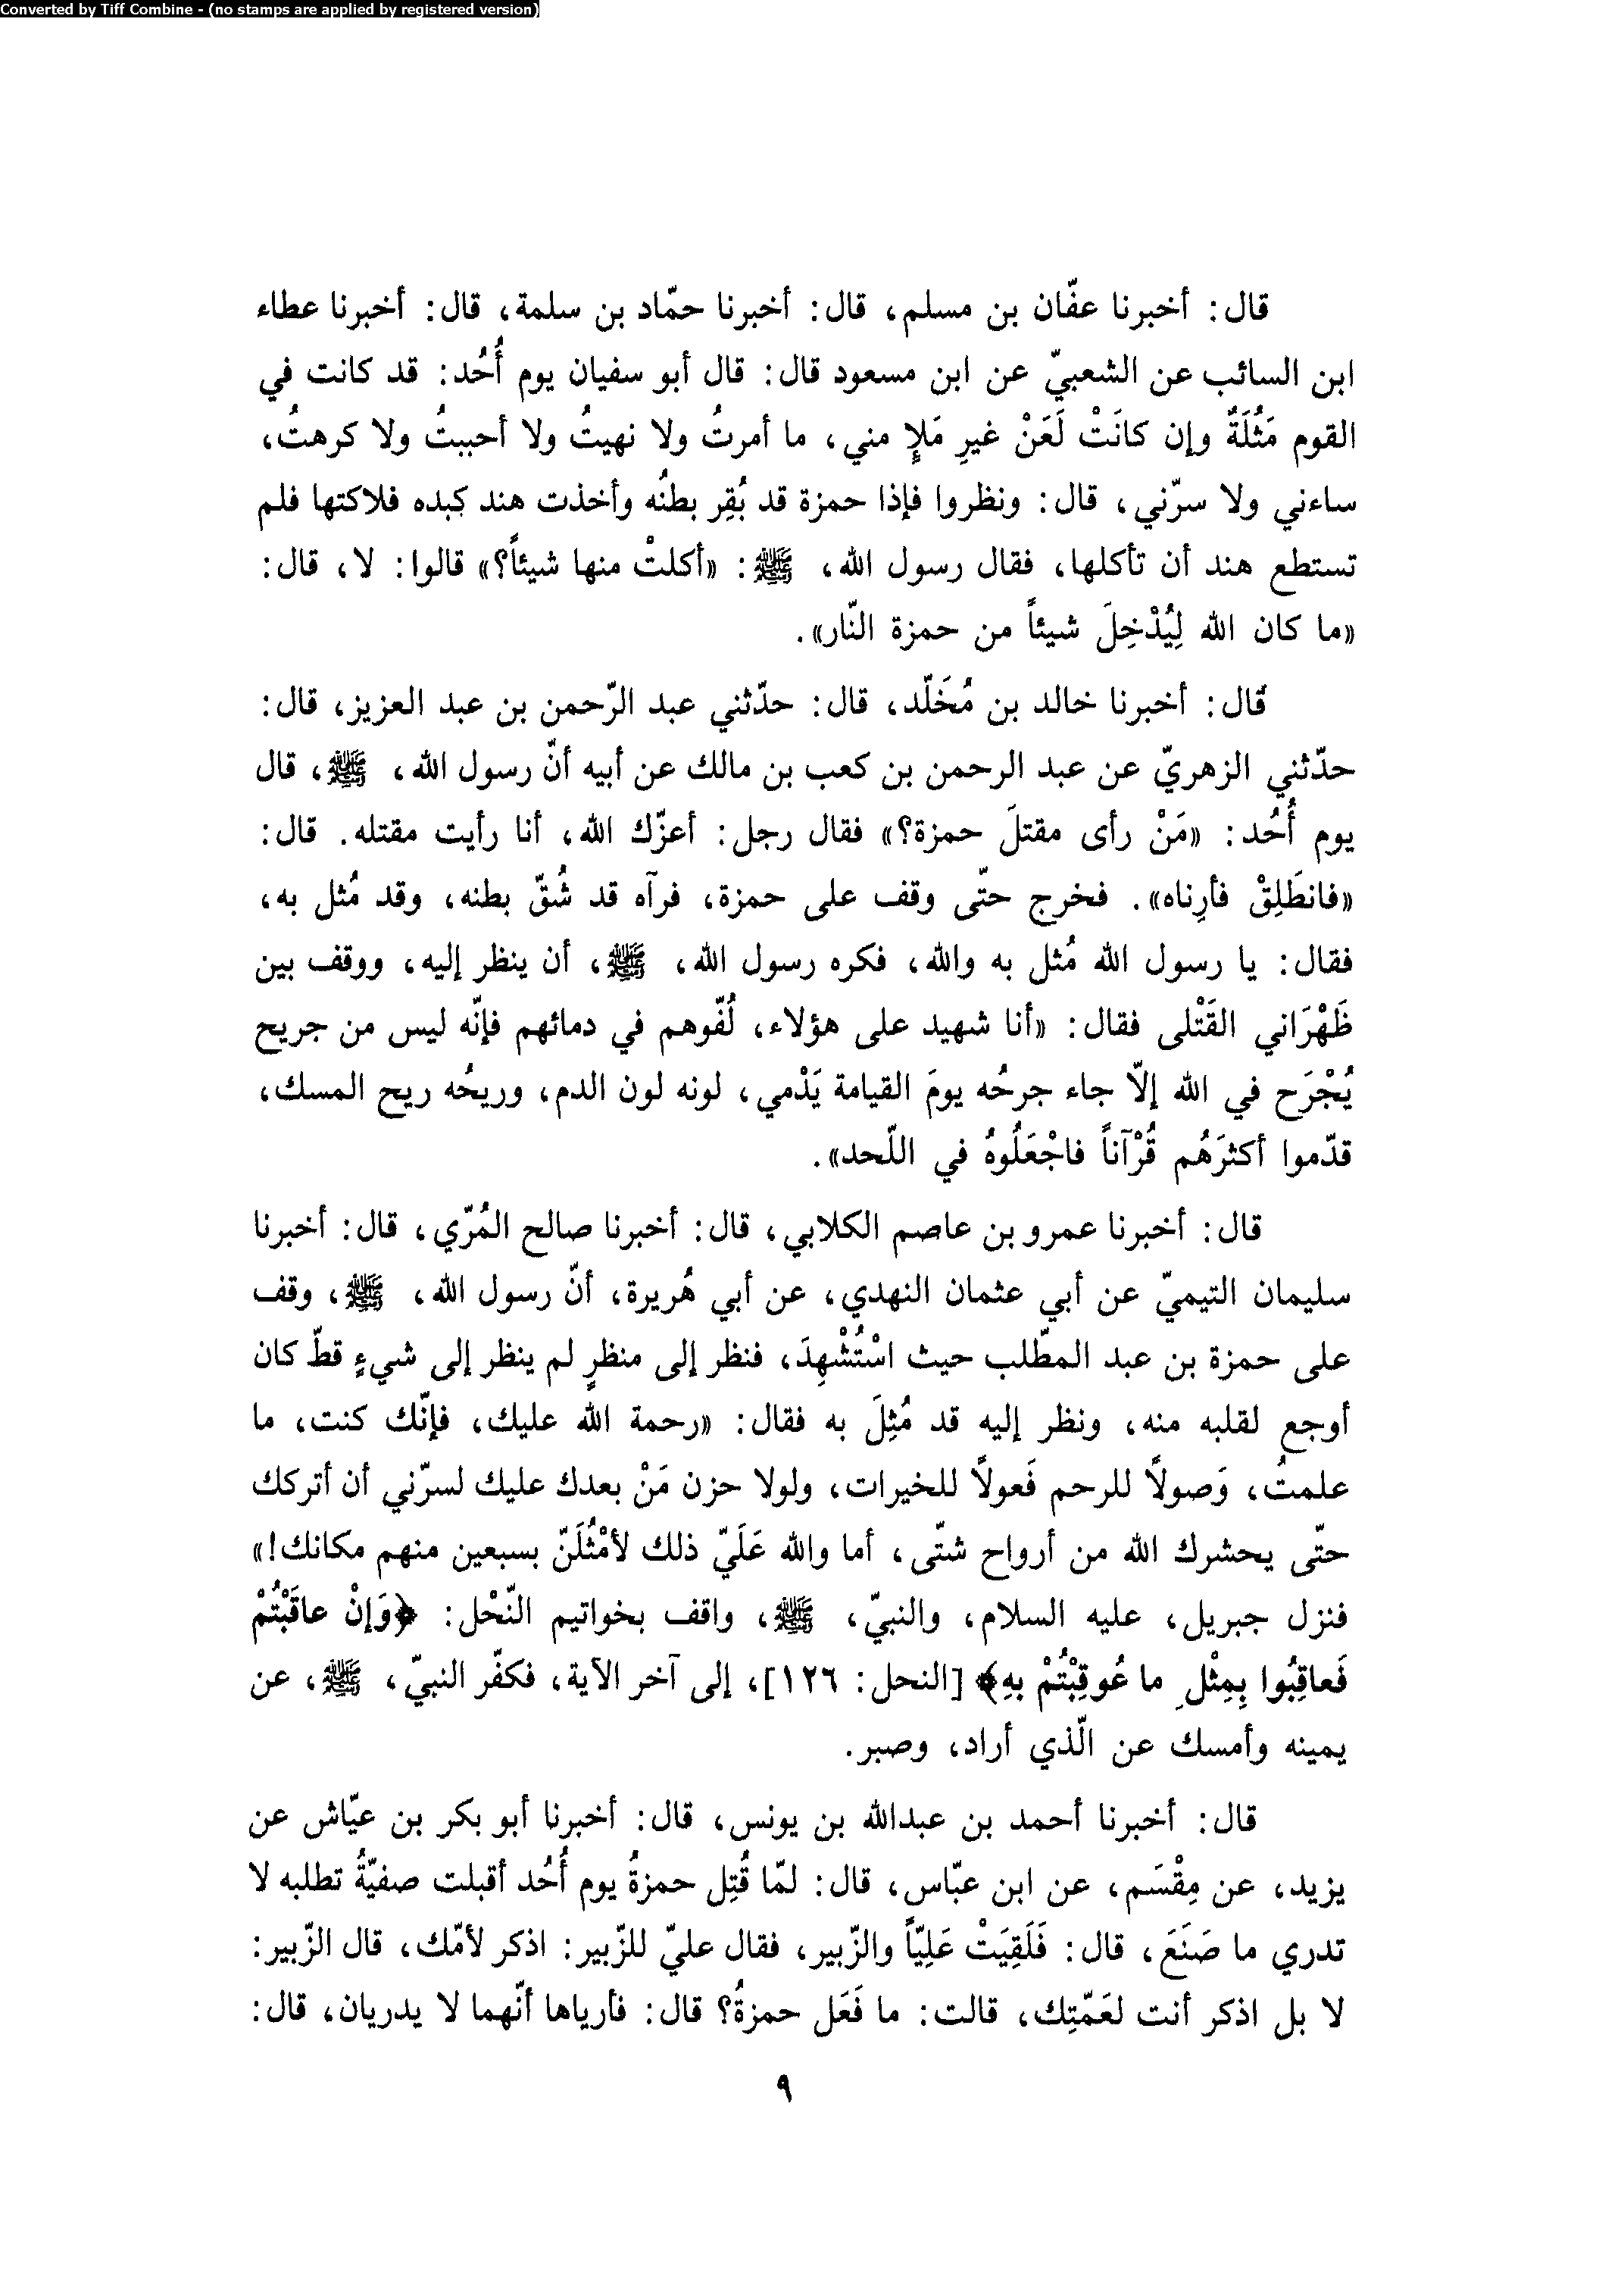 Converted by Tiff Combine - (no stamps are applied by registered version)
قال: أخبرنا عفّان بن مسلم، قال: أخبرنا حمّاد بن سلمة، قال: أخبرنا عطاء
ابن السائب عن الشعبيّ عن ابن مسعود قال: قال أبو سفيان يوم أُحُد: قد كانت في
القوم مَثُلَةٌ وإن كانَتْ لَعَنْ غيرِ مَلإٍ مني، ما أمرتُ ولا نهيتُ ولا أحببتُ ولا كرهتُ،
ساءني ولا سرّني، قال: ونظروا فإذا حمزة قد بُقِر بطنُه وأخذت هند كبده فلاكتها فلم
تستطع هند أن تأكلها، فقال رسول الله، ﷺ: «أكلتْ منها شيئاً؟» قالوا: لا، قال:
«ما كان الله لِيُدْخِلَ شيئاً من حمزة النّار».
قال: أخبرنا خالد بن مُخَلّد، قال: حدّثني عبد الرّحمن بن عبد العزيز، قال:
حدّثني الزهريّ عن عبد الرحمن بن كعب بن مالك عن أبيه أنّ رسول الله، ﷺ، قال
يوم أُحُد: «مَنْ رأى مقتلَ حمزة؟» فقال رجل: أعزّك الله، أنا رأيت مقتله. قال:
«فانطَلِقْ فأرِناه». فخرج حتّى وقف على حمزة، فرآه قد شُقّ بطنه، وقد مُثل به،
فقال: يا رسول الله مُثل به والله، فكره رسول الله، ﷺ، أن ينظر إليه، ووقف بين
ظَهْرَاني القَتْلى فقال: «أنا شهيد على هؤلاء، لُفّوهم في دمائهم فإنّه ليس من جريح
يُجْرَح في الله إلاّ جاء جرحُه يومَ القيامة يَدْمي، لونه لون الدم، وريحُه ريح المسك،
قدّموا أكثرَهُم قُرْآناً فاجْعَلُوهُ في اللّحد».
قال: أخبرنا عمرو بن عاصم الكلابي، قال: أخبرنا صالح المُرّي، قال: أخبرنا
سليمان التيميّ عن أبي عثمان النهدي، عن أبي هُريرة، أنّ رسول الله، ﷺ، وقف
على حمزة بن عبد المطّلب حيث اسْتُشْهِدَ، فنظر إلى منظرٍ لم ينظر إلى شيءٍ قطّ كان
أوجع لقلبه منه، ونظر إليه قد مُثِلَ به فقال: «رحمة الله عليك، فإنّك كنت، ما
علمتُ، وَصولاً للرحم فَعولاً للخيرات، ولولا حزن مَنْ بعدك عليك لسرّني أن أتركك
حتّى يحشرك الله من أرواح شتّى، أما والله عَلَيّ ذلك لأمْثُلَنّ بسبعين منهم مكانك!»
فنزل جبريل، عليه السلام، والنبيّ، ﷺ، واقف بخواتيم النّحْل: ﴿وَإنْ عاقَبْتُمْ
فَعاقِبُوا بِمِثْلِ ما عُوقِبْتُمْ بهِ﴾ [النحل: ١٢٦]، إلى آخر الآية، فكفّر النبيّ، ﷺ، عن
يمينه وأمسك عن الّذي أراد، وصبر.
قال: أخبرنا أحمد بن عبدالله بن يونس، قال: أخبرنا أبو بكر بن عيّاش عن
يزيد، عن مِقْسَم، عن ابن عبّاس، قال: لمّا قُتِل حمزةُ يوم أُحُد أقبلت صفيّةُ تطلبه لا
تدري ما صَنَعَ، قال: فَلَقِيَتْ عَلِيّاً والزّبير، فقال عليّ للزّبير: اذكر لأمّك، قال الزّبير:
لا بل اذكر أنت لعَمّتِك، قالت: ما فَعَل حمزةُ؟ قال: فأرياها أنّهما لا يدريان، قال:
٩